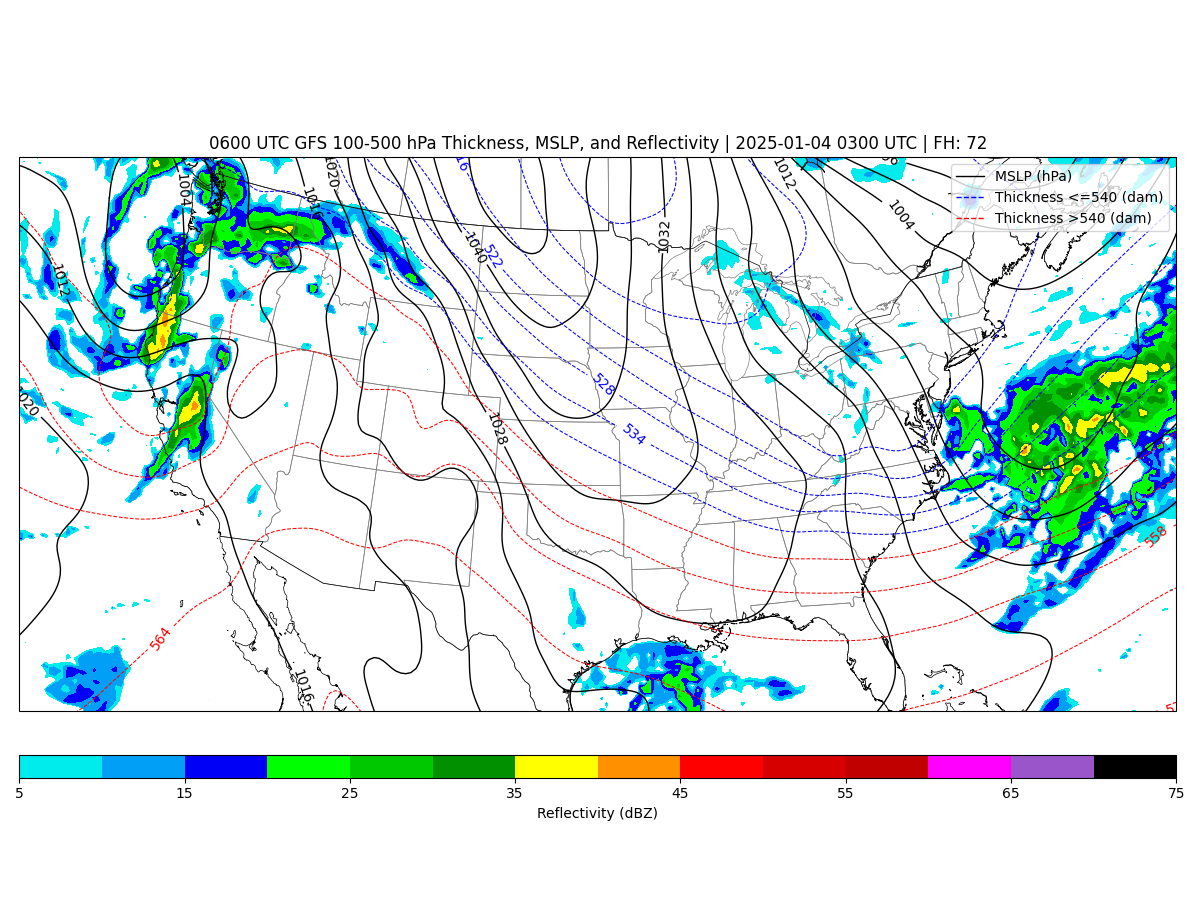 0600 UTC GFS 100-500 hPa Thickness, MSLP, and Reflectivity | 2025-01-04 0300 UTC | FH: 72
MSLP (hPa)
Thickness <=540 (dam)
Thickness >540 (dam)
1004
1016
1020
1012
1004
1032
1040
522
1012
1020
528
534
1028
558
564
1016
5 15 25 35 45 55 65 75
Reflectivity (dBZ)